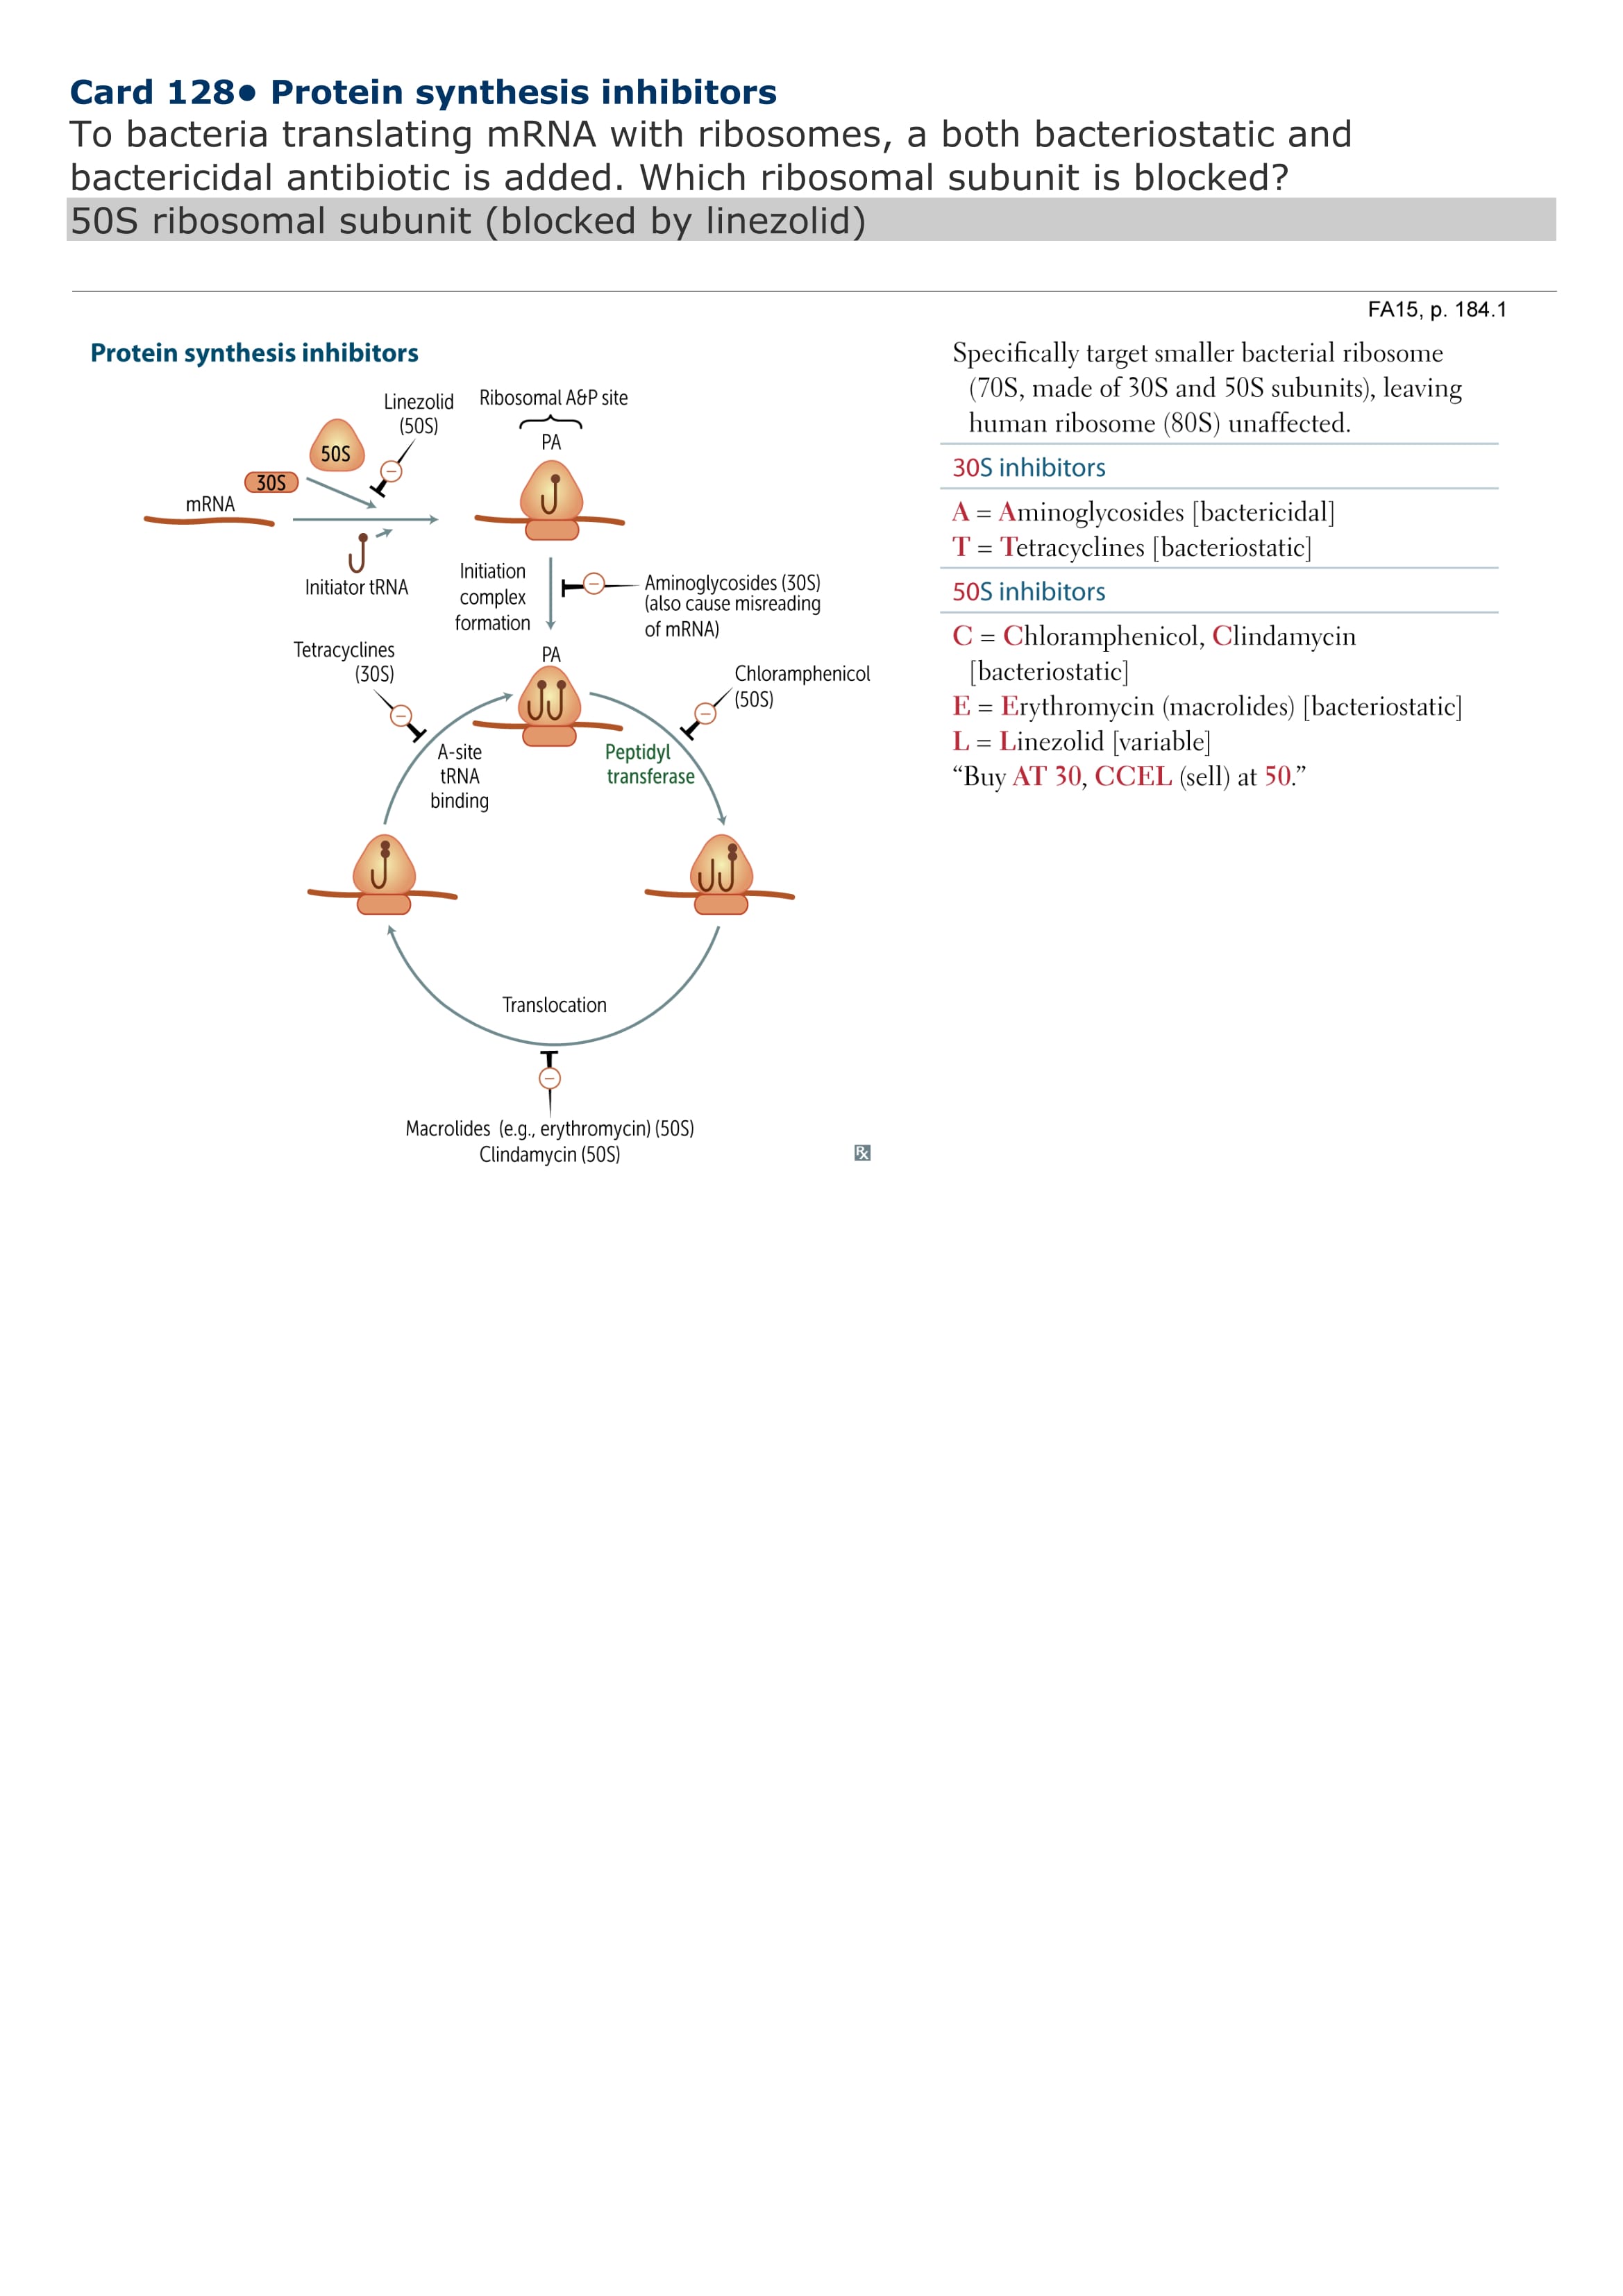 Card 128● Protein synthesis inhibitors
To bacteria translating mRNA with ribosomes, a both bacteriostatic and
bactericidal antibiotic is added. Which ribosomal subunit is blocked?
50S ribosomal subunit (blocked by linezolid)
FA15, p. 184.1
Protein synthesis inhibitors
Linezolid
(50S)
Ribosomal A&P site
PA
50S
30S
mRNA
Initiator tRNA
Initiation
complex
formation
Aminoglycosides (30S)
(also cause misreading
of mRNA)
Tetracyclines
(30S)
PA
Chloramphenicol
(50S)
A-site
tRNA
binding
Peptidyl
transferase
Translocation
Macrolides (e.g., erythromycin) (50S)
Clindamycin (50S)
Rx
Specifically target smaller bacterial ribosome
(70S, made of 30S and 50S subunits), leaving
human ribosome (80S) unaffected.
30S inhibitors
A = Aminoglycosides [bactericidal]
T = Tetracyclines [bacteriostatic]
50S inhibitors
C = Chloramphenicol, Clindamycin
[bacteriostatic]
E = Erythromycin (macrolides) [bacteriostatic]
L = Linezolid [variable]
“Buy AT 30, CCEL (sell) at 50.”